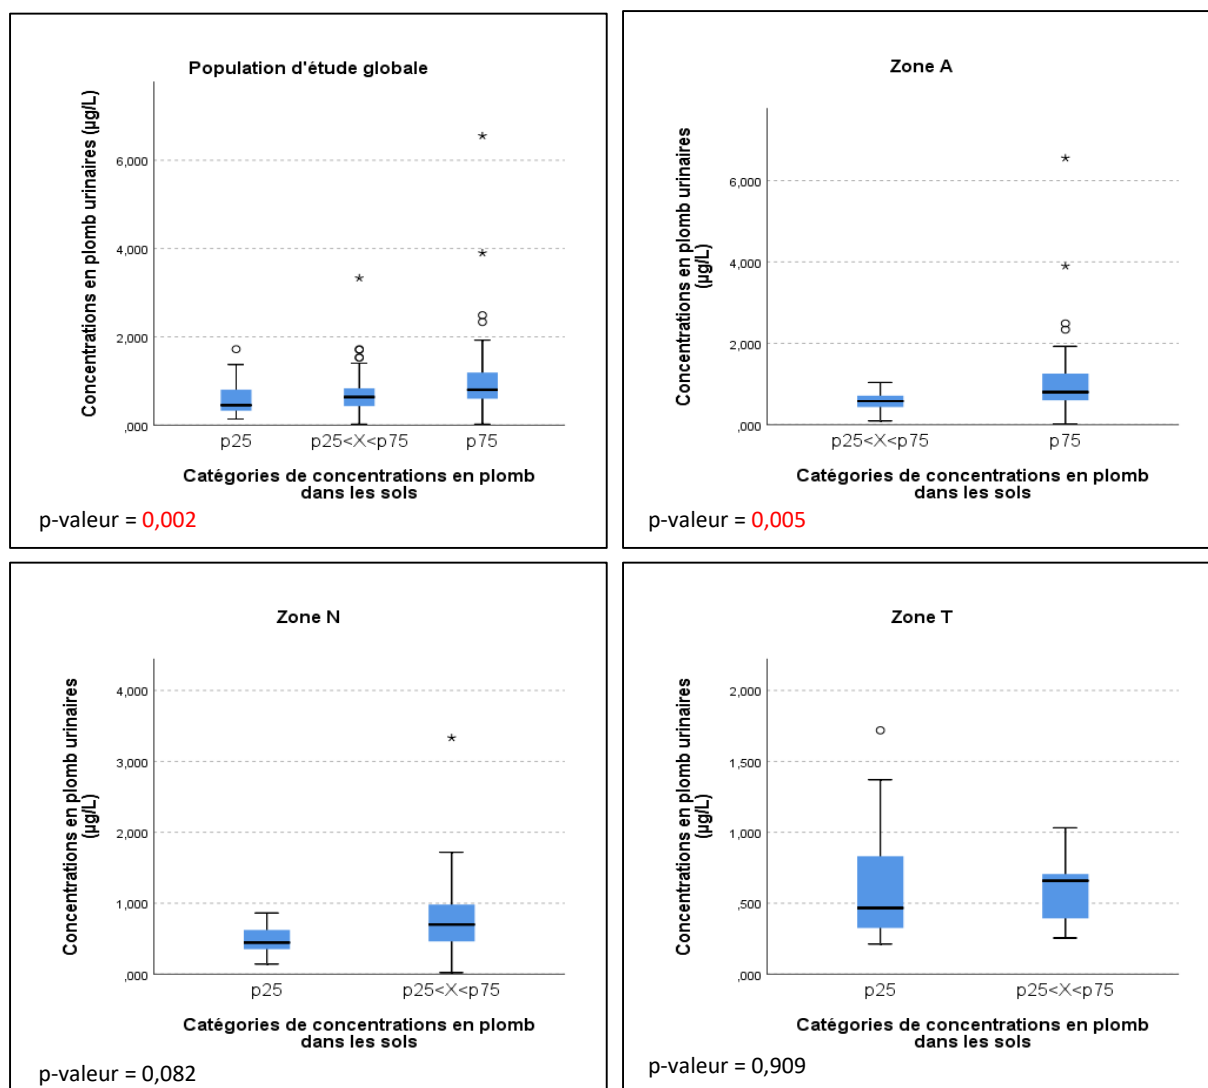 Population d'étude globale
Concentrations en plomb urinaires (µg/L)
6,000
4,000
2,000
,000
p25
p25<X<p75
p75
Catégories de concentrations en plomb
dans les sols
p-valeur = 0,002
Zone A
Concentrations en plomb urinaires
(µg/L)
6,000
4,000
2,000
,000
p25<X<p75
p75
Catégories de concentrations en plomb
dans les sols
p-valeur = 0,005
Zone N
Concentrations en plomb urinaires
(µg/L)
4,000
3,000
2,000
1,000
,000
p25
p25<X<p75
Catégories de concentrations en plomb
dans les sols
p-valeur = 0,082
Zone T
Concentrations en plomb urinaires
(µg/L)
2,000
1,500
1,000
,500
,000
p25
p25<X<p75
Catégories de concentrations en plomb
dans les sols
p-valeur = 0,909